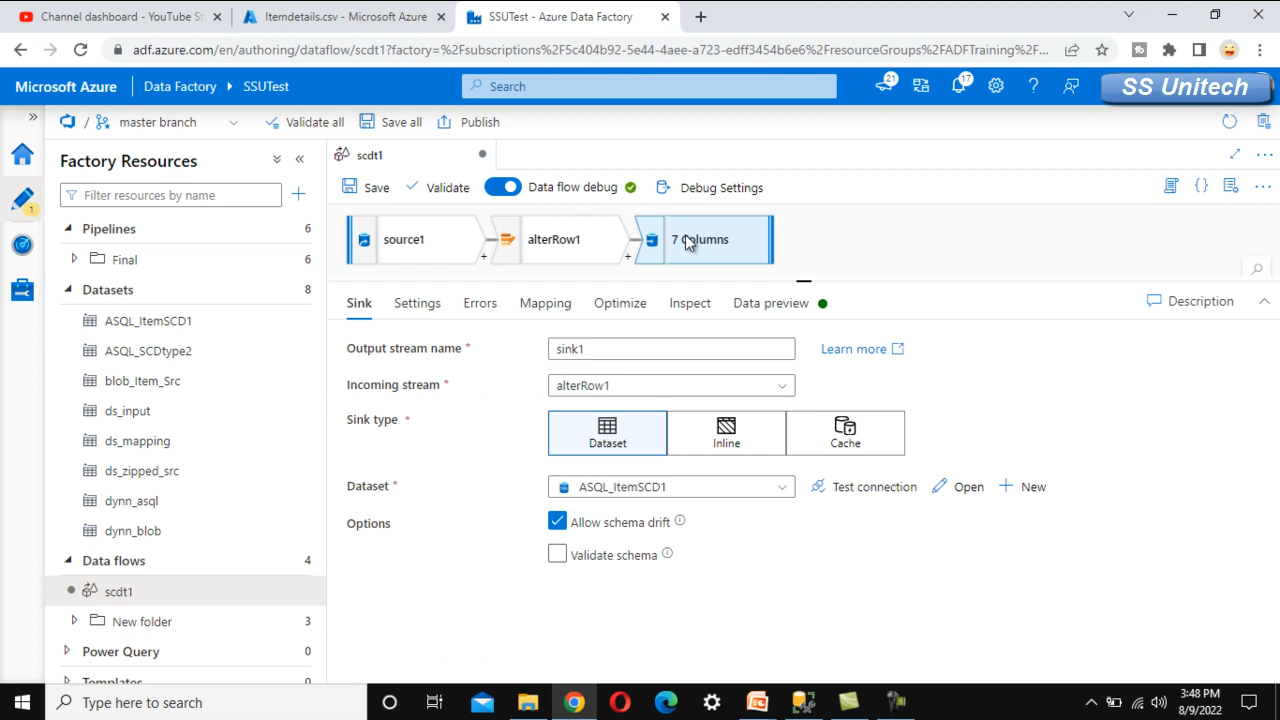 Channel dashboard - YouTube St
Itemdetails.csv - Microsoft Azure
SSUTest - Azure Data Factory
adf.azure.com/en/authoring/dataflow/scdt1?factory=%2Fsubscriptions%2F5c404b92-5e44-4aee-a723-edff3454b6e6%2FresourceGroups%2FADFTraining%2F...
Microsoft Azure
Data Factory
SSUTest
Search
21
17
SS Unitech
/
master branch
Validate all
Save all
Publish
Factory Resources
Filter resources by name
1
Pipelines 6
Final 6
Datasets 8
ASQL_ItemSCD1
ASQL_SCDtype2
blob_Item_Src
ds_input
ds_mapping
ds_zipped_src
dynn_asql
dynn_blob
Data flows 4
scdt1
New folder 3
Power Query 0
Templates
scdt1
Save
Validate
Data flow debug
Debug Settings
source1
alterRow1
7 Columns
Sink
Settings
Errors
Mapping
Optimize
Inspect
Data preview
Description
Output stream name *
sink1
Learn more
Incoming stream *
alterRow1
Sink type *
Dataset
Inline
Cache
Dataset *
ASQL_ItemSCD1
Test connection
Open
New
Options
Allow schema drift
Validate schema
Type here to search
3:48 PM
8/9/2022